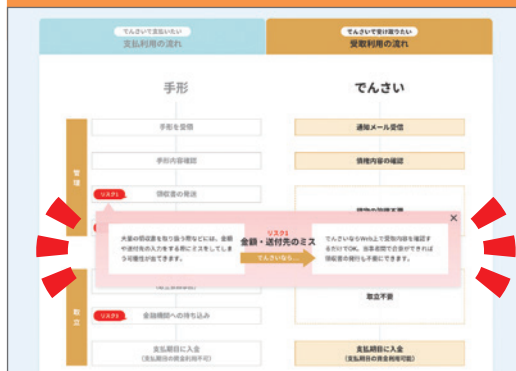 でんさいで支払いたい
支払利用の流れ
でんさいで受け取りたい
受取利用の流れ
手形
でんさい
管理
手形を受領
手形内容確認
リスク1
領収書の発送
通知メール受信
債権内容の確認
大量の領収書を取り扱う際などには、金額
や送付先の入力をする際にミスをしてしま
う可能性が出てきます。
リスク1
金額・送付先のミス
でんさいなら…
でんさいならWeb上で受取内容を確認す
るだけでOK。当事者間で合意ができれば
領収書の発行も不要にできます。
×
取立
金融機関への持ち込み
支払期日に入金
(支払期日の資金利用不可)
取立不要
支払期日に入金
(支払期日の資金利用可能)